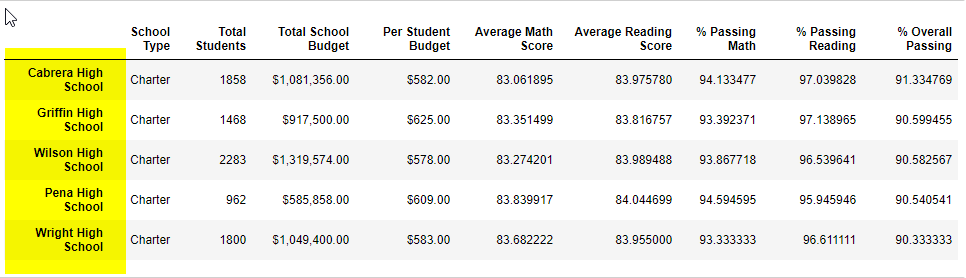 School Type Total Students Total School Budget Per Student Budget Average Math Score Average Reading Score % Passing Math % Passing Reading % Overall Passing
Cabrera High School Charter 1858 $1,081,356.00 $582.00 83.061895 83.975780 94.133477 97.039828 91.334769
Griffin High School Charter 1468 $917,500.00 $625.00 83.351499 83.816757 93.392371 97.138965 90.599455
Wilson High School Charter 2283 $1,319,574.00 $578.00 83.274201 83.989488 93.867718 96.539641 90.582567
Pena High School Charter 962 $585,858.00 $609.00 83.839917 84.044699 94.594595 95.945946 90.540541
Wright High School Charter 1800 $1,049,400.00 $583.00 83.682222 83.955000 93.333333 96.611111 90.333333